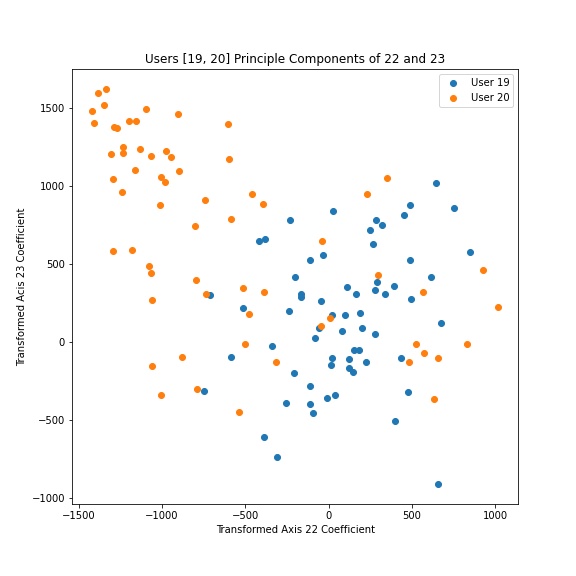 Users [19, 20] Principle Components of 22 and 23
User 19
User 20
Transformed Acis 23 Coefficient
1500
1000
500
0
−500
−1000
−1500
−1000
−500
0
500
1000
Transformed Axis 22 Coefficient